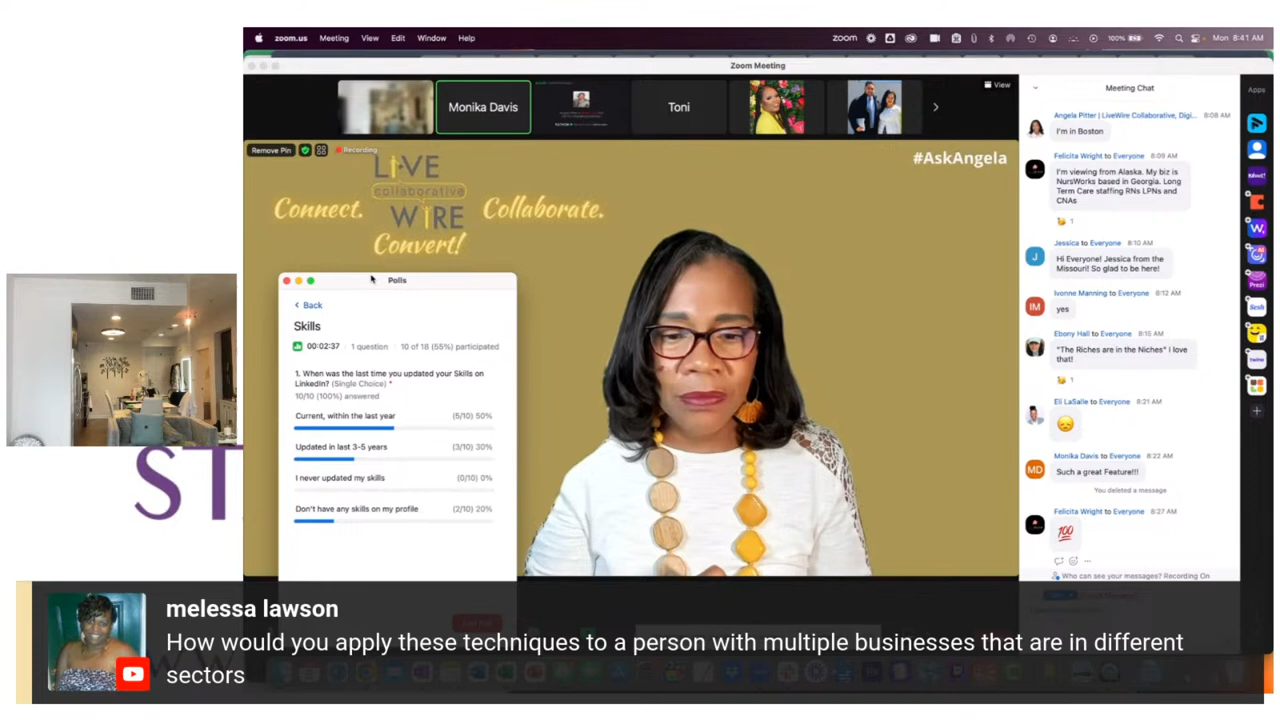 zoom.us Meeting View Edit Window Help
zoom 100% Mon 8:41 AM
Zoom Meeting
Monika Davis
Toni
View
Meeting Chat
Apps
Remove Pin
Recording
#AskAngela
LIVE
collaborative
WIRE
Connect.
Collaborate.
Convert!
Polls
Back
Skills
00:02:37 1 question 10 of 18 (55%) participated
1. When was the last time you updated your Skills on
LinkedIn? (Single Choice) *
10/10 (100%) answered
Current, within the last year (5/10) 50%
Updated in last 3-5 years (3/10) 30%
I never updated my skills (0/10) 0%
Don't have any skills on my profile (2/10) 20%
Angela Pitter | LiveWire Collaborative, Digi... 8:08 AM
I'm in Boston
Felicita Wright to Everyone 8:09 AM
I'm viewing from Alaska. My biz is
NursWorks based in Georgia. Long
Term Care staffing RNs LPNs and
CNAs
1
J
Jessica to Everyone 8:10 AM
Hi Everyone! Jessica from the
Missouri! So glad to be here!
IM
Ivonne Manning to Everyone 8:12 AM
yes
Ebony Hall to Everyone 8:15 AM
"The Riches are in the Niches" I love
that!
1
Eli LaSalle to Everyone 8:21 AM
MD
Monika Davis to Everyone 8:22 AM
Such a great Feature!!!
You deleted a message
Felicita Wright to Everyone 8:27 AM
100
Who can see your messages? Recording On
ST
melessa lawson
How would you apply these techniques to a person with multiple businesses that are in different
sectors